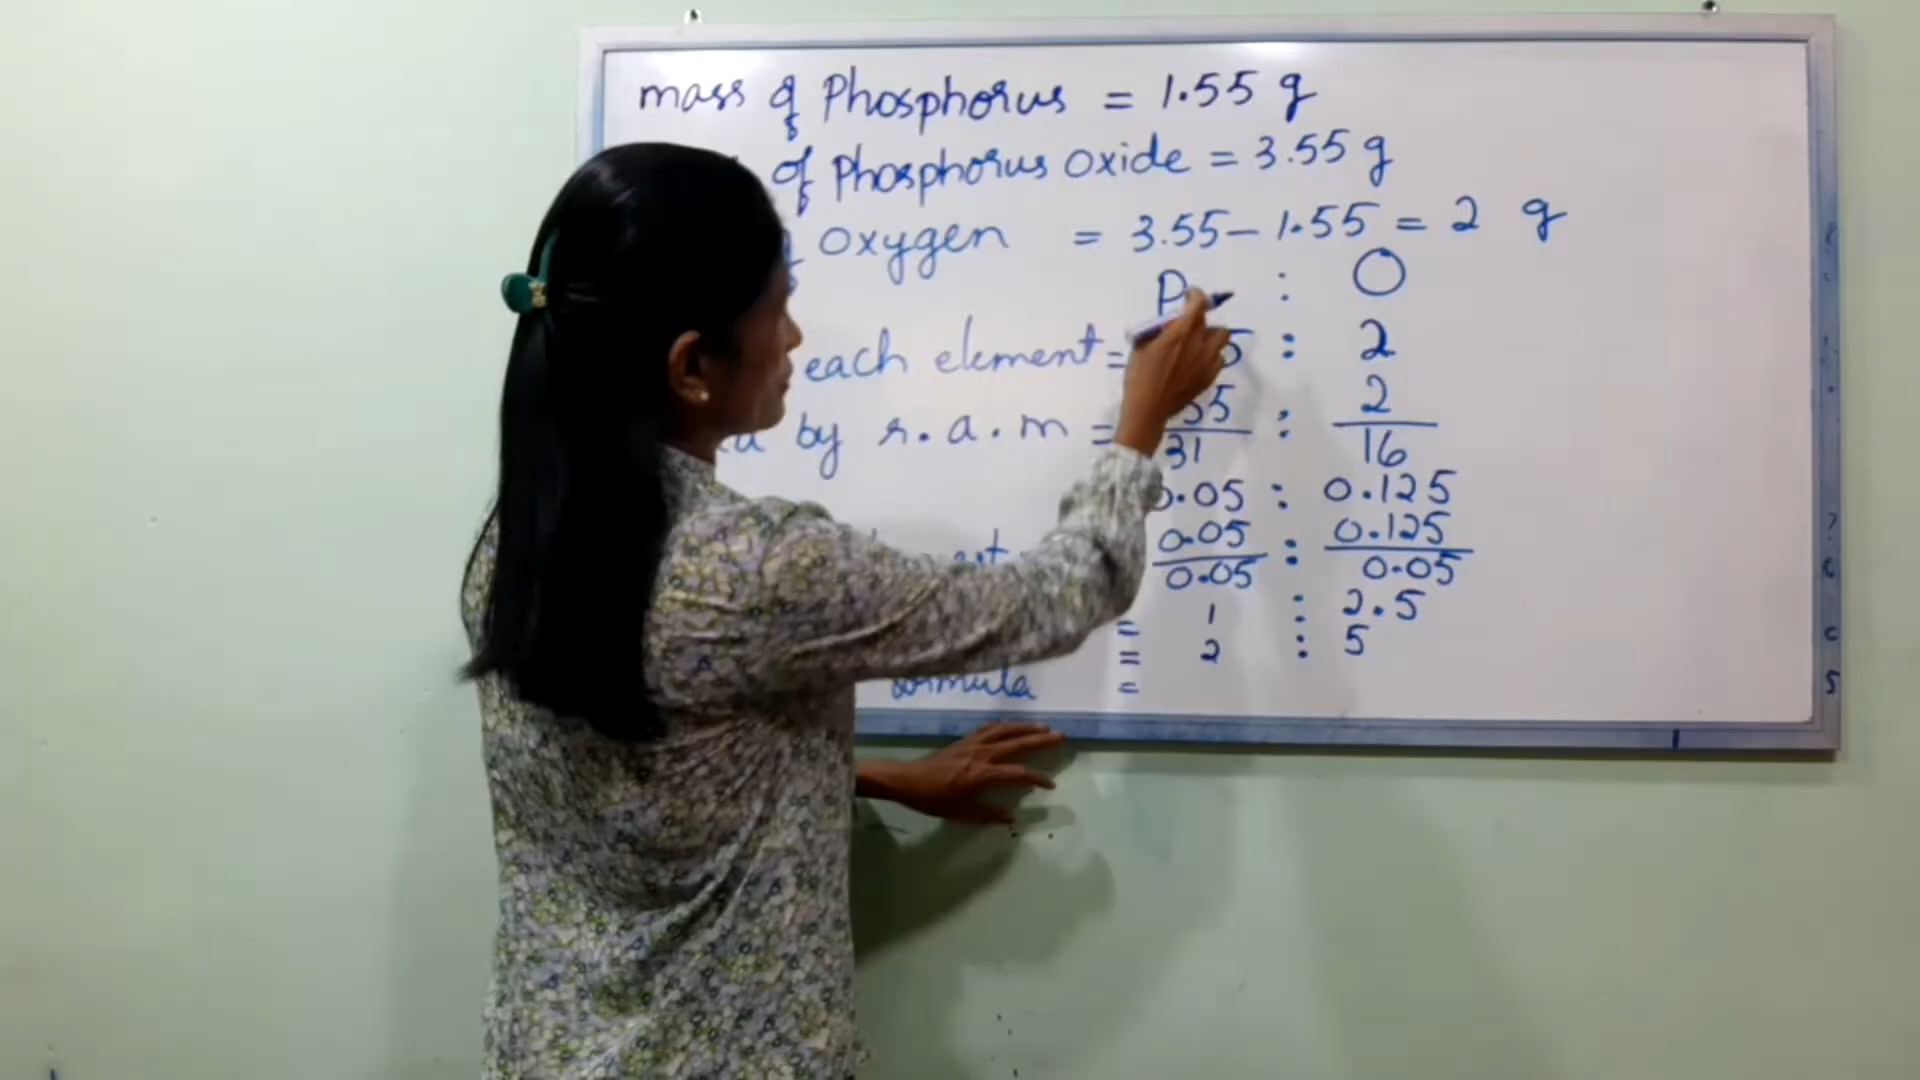 mass of Phosphorus = 1.55 g
of Phosphorus oxide = 3.55 g
oxygen = 3.55 - 1.55 = 2 g
P : O
each element = 5 : 2
by r.a.m = 55/31 : 2/16
0.05 : 0.125
0.05/0.05 : 0.125/0.05
= 1 : 2.5
= 2 : 5
formula =